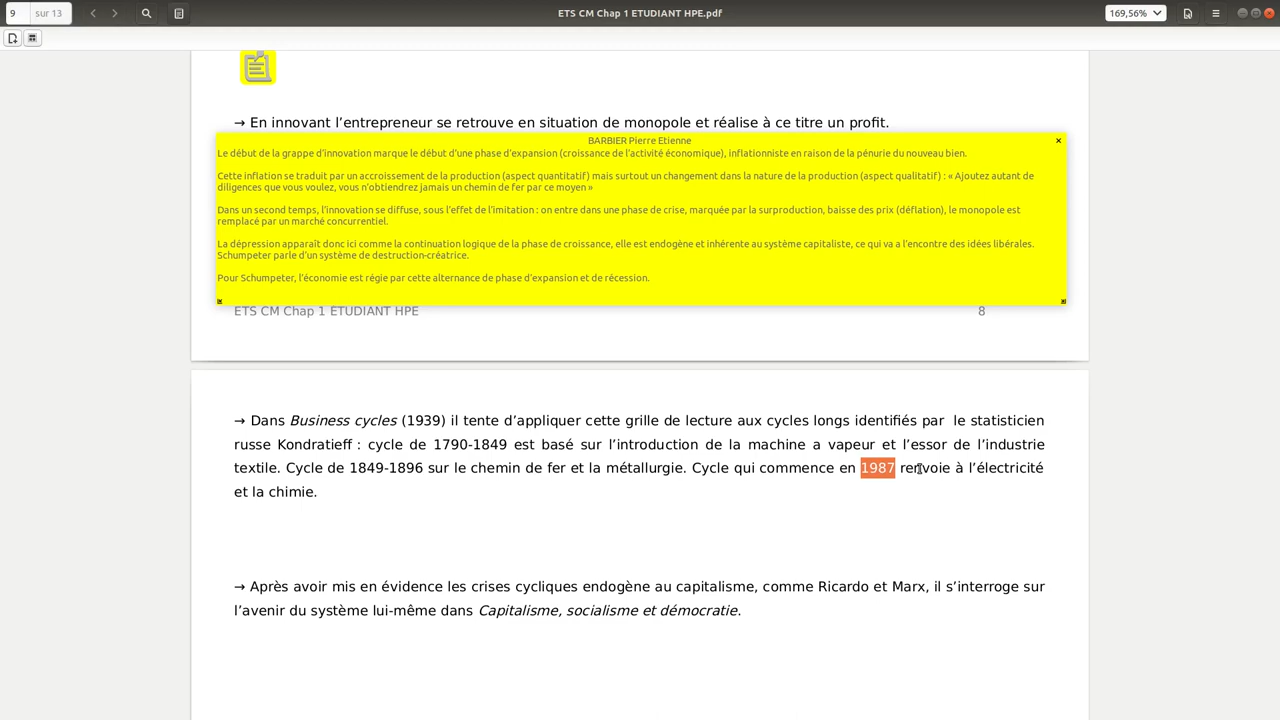 9 sur 13
ETS CM Chap 1 ETUDIANT HPE.pdf
169,56%
→ En innovant l’entrepreneur se retrouve en situation de monopole et réalise à ce titre un profit.
BARBIER Pierre Etienne
Le début de la grappe d’innovation marque le début d’une phase d’expansion (croissance de l’activité économique), inflationniste en raison de la pénurie du nouveau bien.
Cette inflation se traduit par un accroissement de la production (aspect quantitatif) mais surtout un changement dans la nature de la production (aspect qualitatif) : « Ajoutez autant de
diligences que vous voulez, vous n’obtiendrez jamais un chemin de fer par ce moyen »
Dans un second temps, l’innovation se diffuse, sous l’effet de l’imitation : on entre dans une phase de crise, marquée par la surproduction, baisse des prix (déflation), le monopole est
remplacé par un marché concurrentiel.
La dépression apparaît donc ici comme la continuation logique de la phase de croissance, elle est endogène et inhérente au système capitaliste, ce qui va a l’encontre des idées libérales.
Schumpeter parle d’un système de destruction-créatrice.
Pour Schumpeter, l’économie est régie par cette alternance de phase d’expansion et de récession.
ETS CM Chap 1 ETUDIANT HPE 8
→ Dans Business cycles (1939) il tente d’appliquer cette grille de lecture aux cycles longs identifiés par le statisticien
russe Kondratieff : cycle de 1790-1849 est basé sur l’introduction de la machine a vapeur et l’essor de l’industrie
textile. Cycle de 1849-1896 sur le chemin de fer et la métallurgie. Cycle qui commence en 1987 renvoie à l’électricité
et la chimie.
→ Après avoir mis en évidence les crises cycliques endogène au capitalisme, comme Ricardo et Marx, il s’interroge sur
l’avenir du système lui-même dans Capitalisme, socialisme et démocratie.